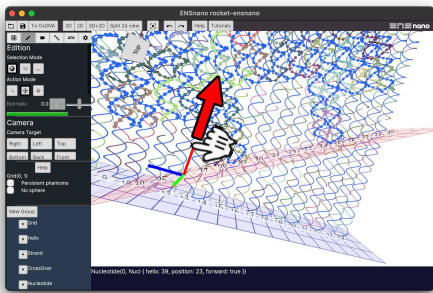 ENSnano rocket-ensnano
To OxDNA 3D 2D 3D+2D Split 2d view Help Tutorials
ENSnano
Edition
Selection Mode
Action Mode
Roll helix 0.0
Camera
Camera Target
Right Left Top
Bottom Back Front
Help
Grid(0, 1)
Persistent phantoms
No sphere
New Group
Grid
Helix
Strand
CrossOver
Nucleotide
Top
Nucleotide(0, Nucl { helix: 39, position: 23, forward: true })